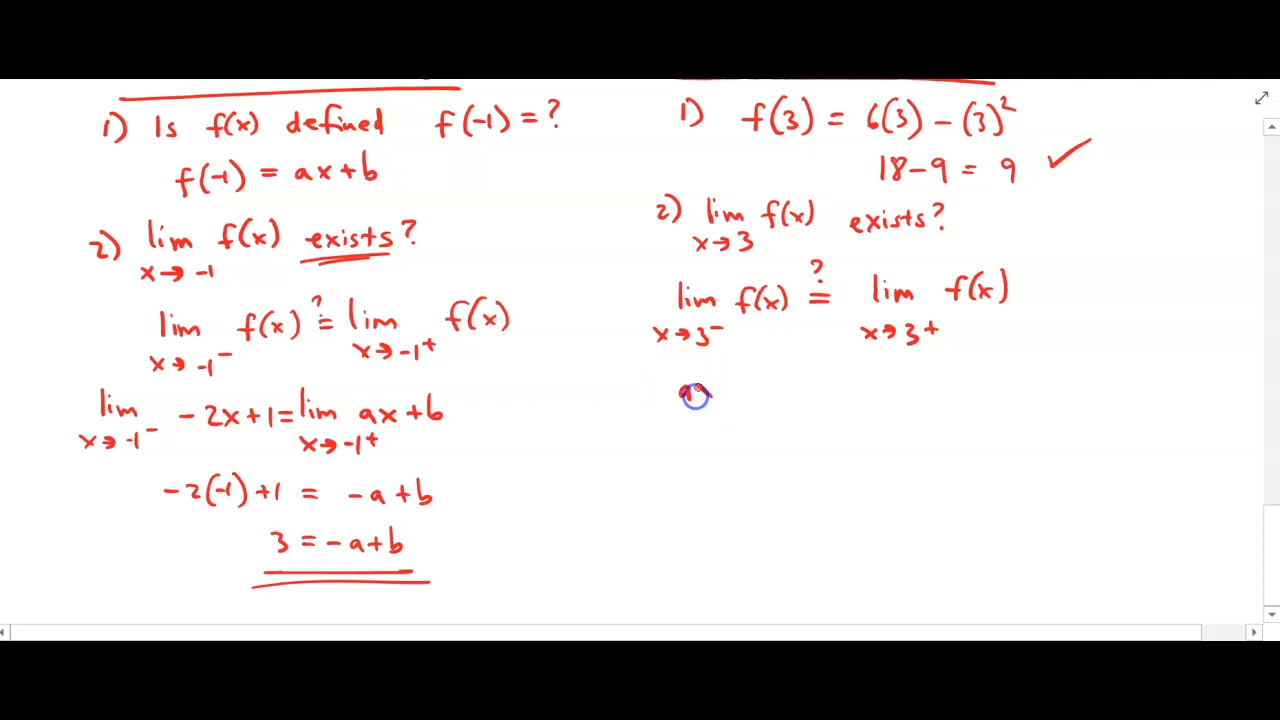 1) Is f(x) defined f(-1) = ?
f(-1) = ax+b
2) lim f(x) exists?
x→-1
lim f(x) ?= lim f(x)
x→-1⁻ x→-1⁺
lim -2x+1 = lim ax+b
x→-1⁻ x→-1⁺
-2(-1)+1 = -a+b
3 = -a+b
1) f(3) = 6(3) - (3)²
18-9 = 9 ✓
2) lim f(x) exists?
x→3
lim f(x) ?= lim f(x)
x→3⁻ x→3⁺